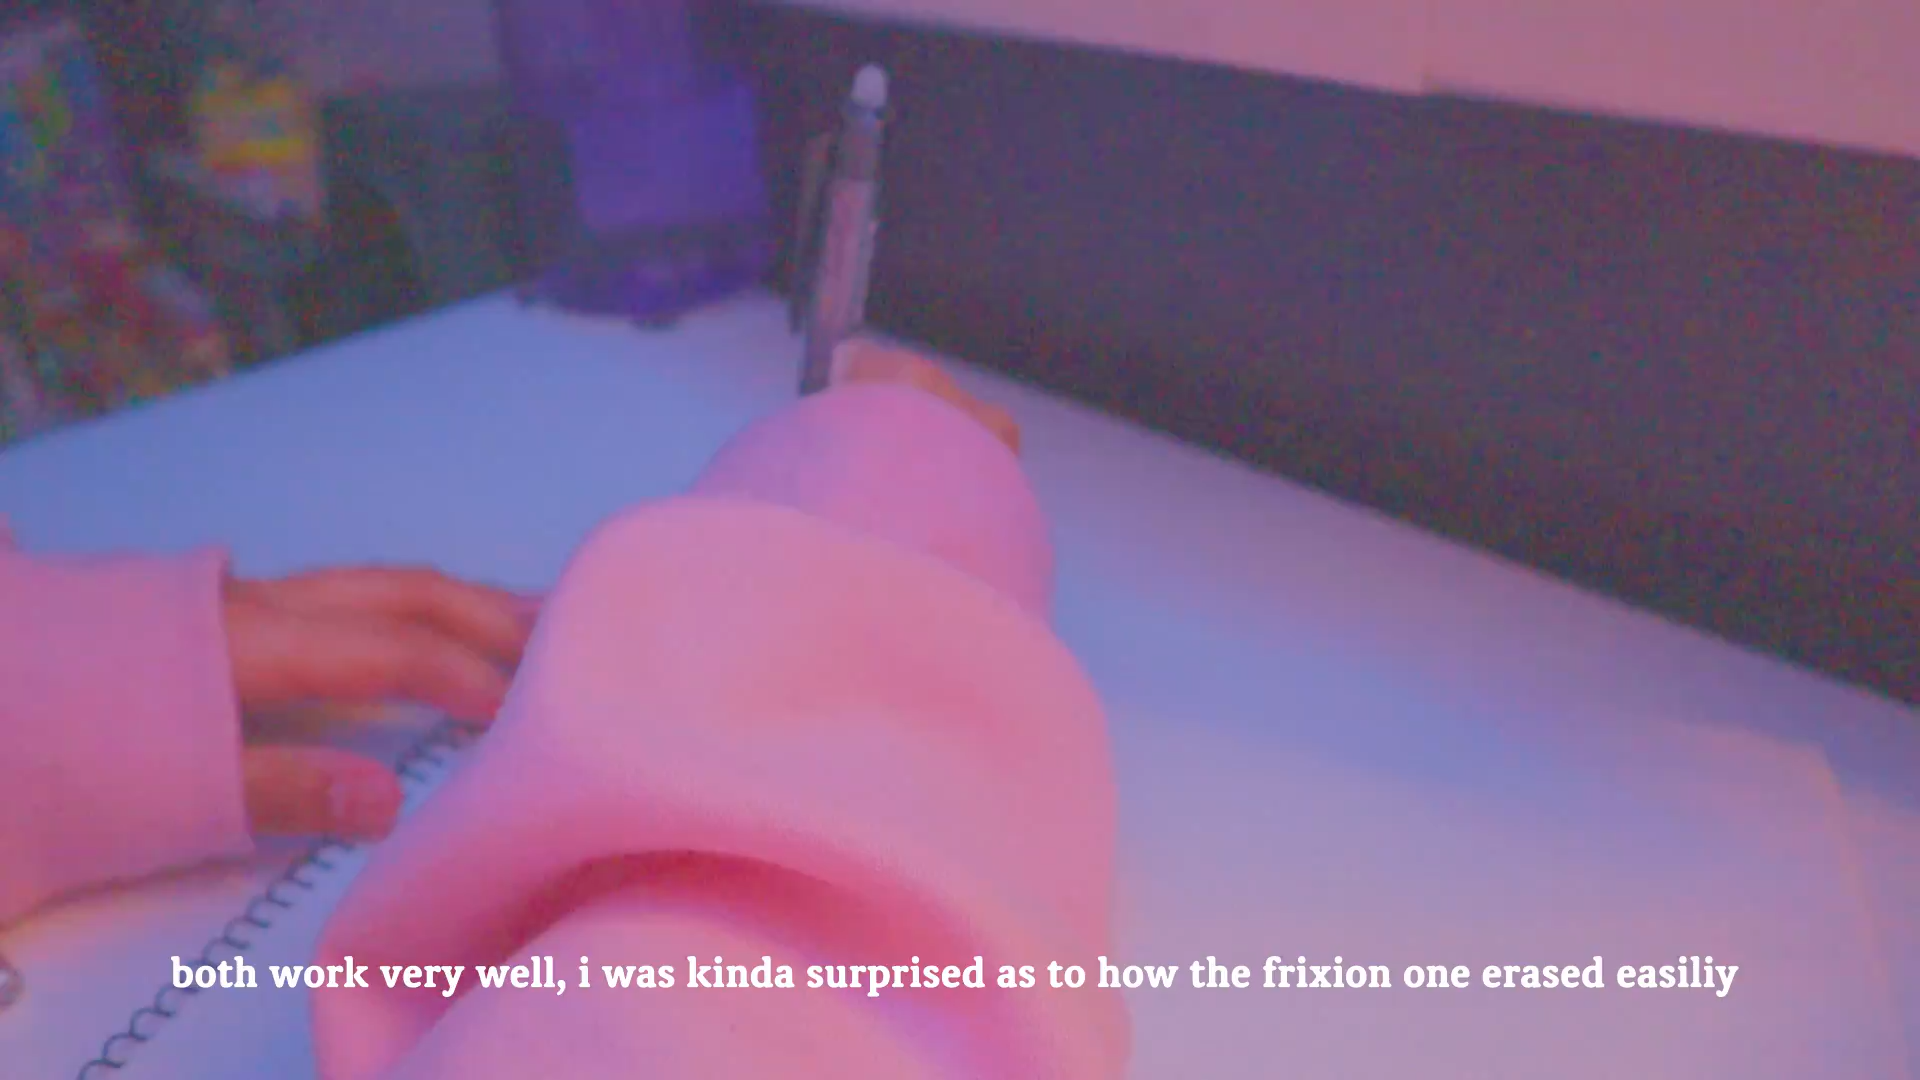 both work very well, i was kinda surprised as to how the frixion one erased easiliy